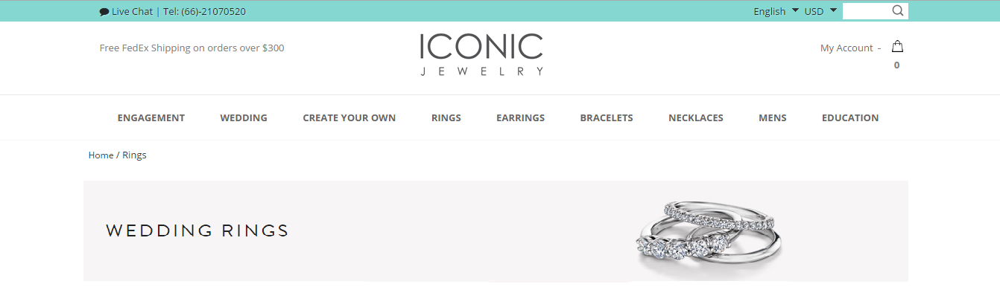 Live Chat | Tel: (66)-21070520
English USD
Free FedEx Shipping on orders over $300
ICONIC
JEWELRY
My Account -
0
ENGAGEMENT WEDDING CREATE YOUR OWN RINGS EARRINGS BRACELETS NECKLACES MENS EDUCATION
Home / Rings
WEDDING RINGS